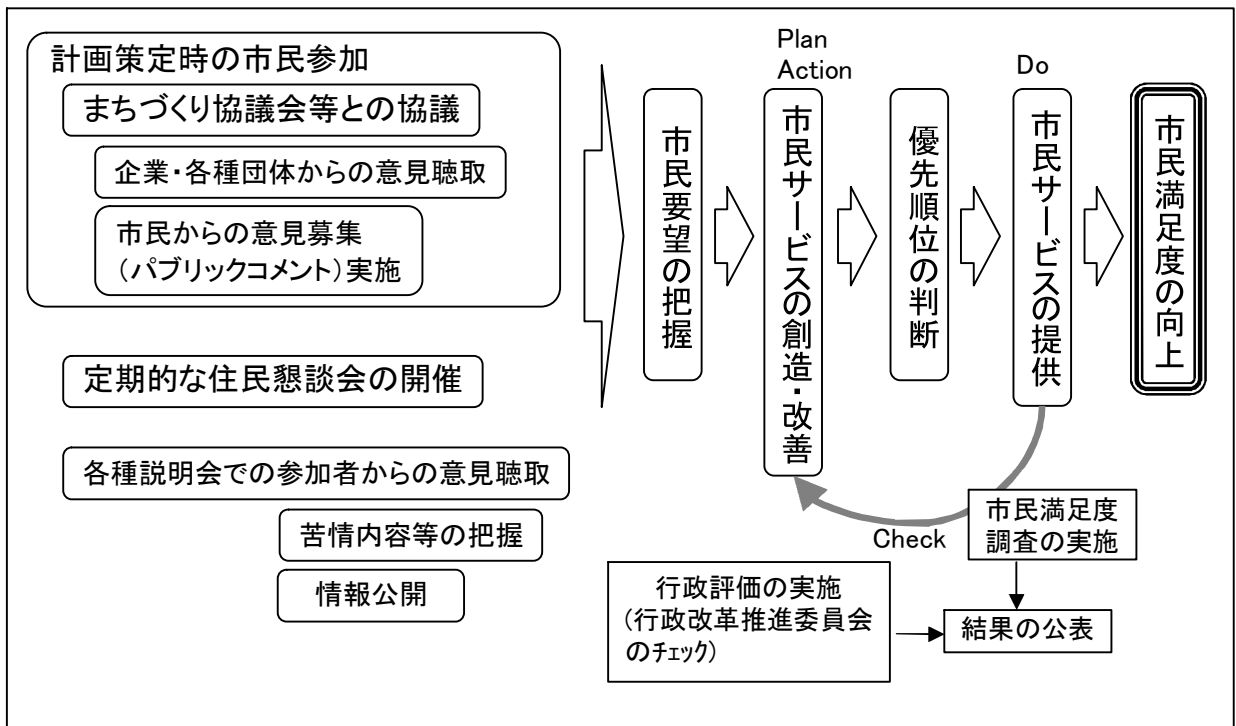 計画策定時の市民参加
まちづくり協議会等との協議
企業・各種団体からの意見聴取
市民からの意見募集
(パブリックコメント)実施
定期的な住民懇談会の開催
各種説明会での参加者からの意見聴取
苦情内容等の把握
情報公開
市民要望の把握
Plan
Action
市民サービスの創造・改善
優先順位の判断
Do
市民サービスの提供
市民満足度の向上
Check
市民満足度
調査の実施
行政評価の実施
(行政改革推進委員会
のチェック)
結果の公表